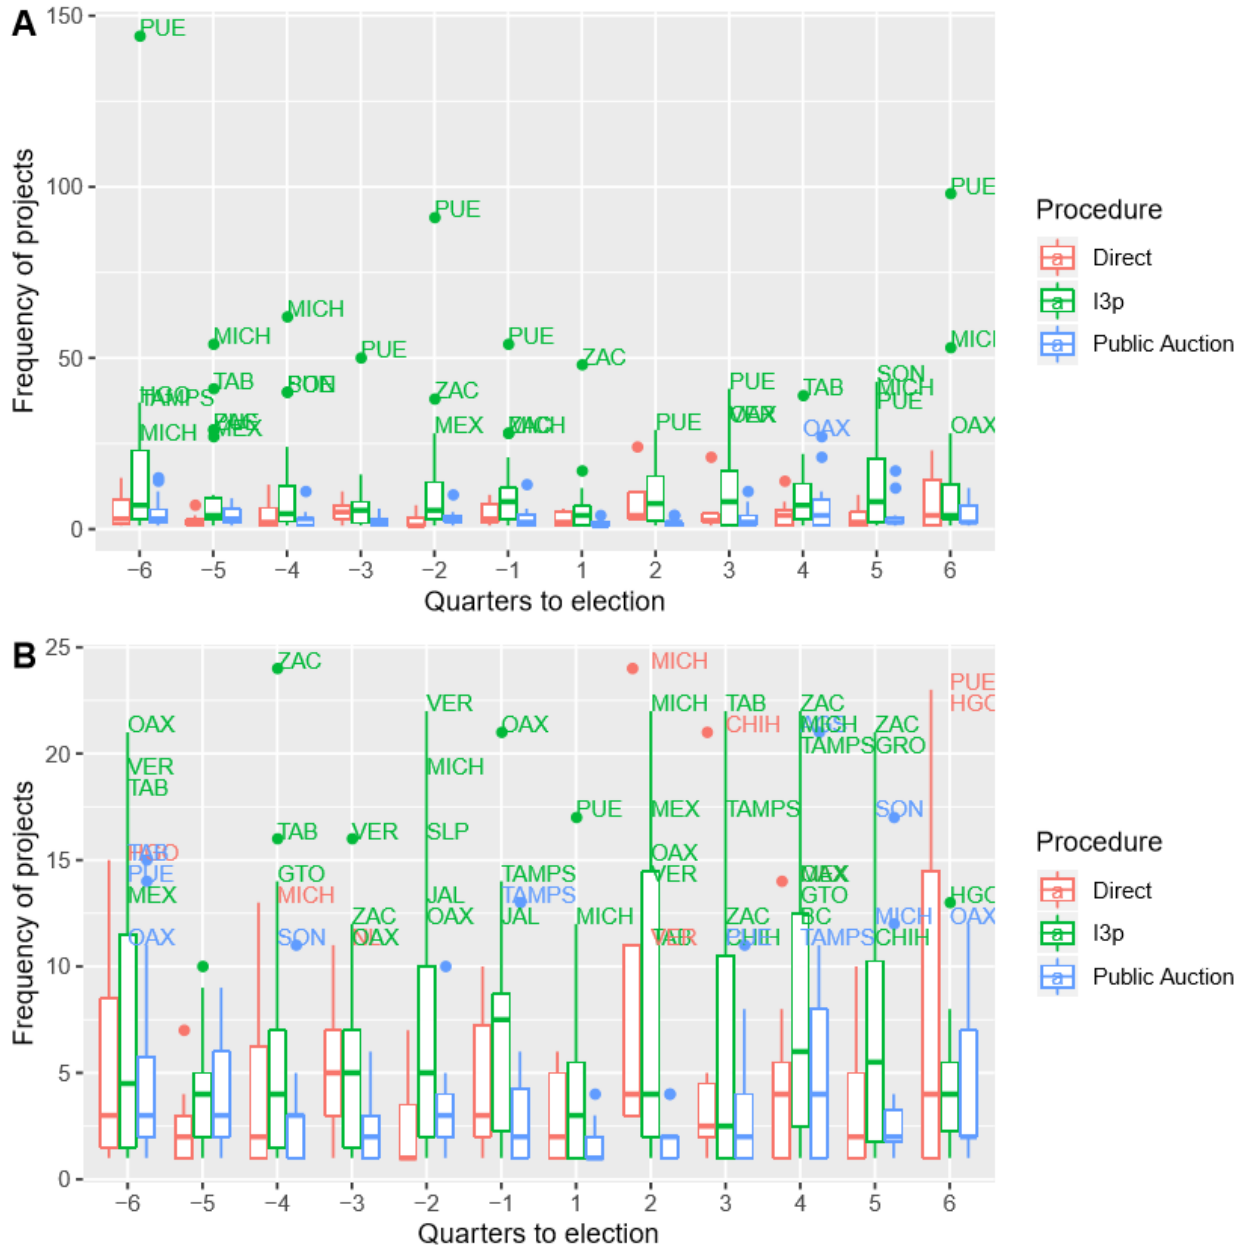 A
150
PUE
100
PUE
PUE
MICH
MICH
PUE
PUE
ZAC
MICH
50
TAB
HGO
TAMPS
MICH
MEX
ZAC
MEX
PUE
PUE
TAB
OAX
SON
MICH
PUE
OAX
0
−6 −5 −4 −3 −2 −1 1 2 3 4 5 6
Quarters to election
Frequency of projects
Procedure
a Direct
a I3p
a Public Auction
B
25
ZAC
MICH
PUE
HGO
OAX
VER
OAX
MICH
TAB
CHIH
ZAC
MICH
TAMPS
ZAC
GRO
20
VER
TAB
MICH
TAB
VER
SLP
PUE
MEX
TAMPS
SON
15
PUE
MEX
OAX
GTO
MICH
SON
ZAC
OAX
JAL
OAX
TAMPS
TAMPS
JAL
MICH
OAX
VER
TAB
ZAC
CHIH
GTO
BC
TAMPS
MICH
CHIH
HGO
OAX
10
5
0
−6 −5 −4 −3 −2 −1 1 2 3 4 5 6
Quarters to election
Frequency of projects
Procedure
a Direct
a I3p
a Public Auction